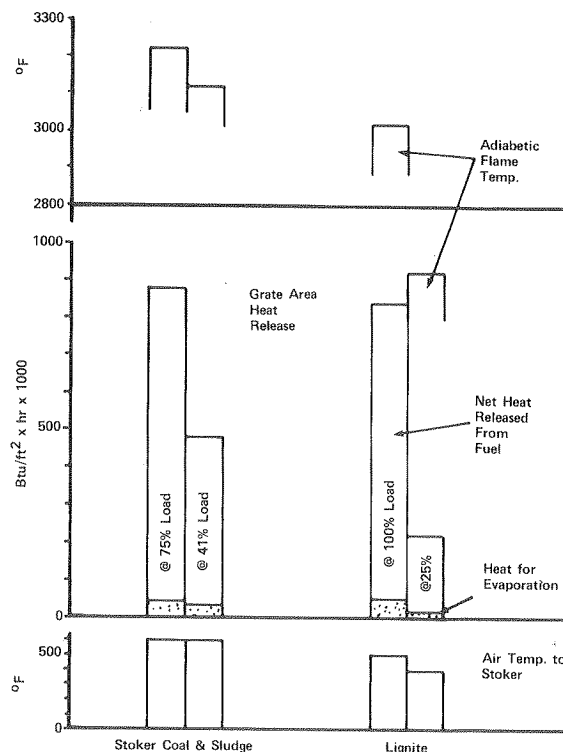 3300
°F
3000
Adiabetic
Flame
Temp.
2800
1000
Grate Area
Heat
Release
Btu/ft² x hr x 1000
Net Heat
Released
From
Fuel
500
@ 75% Load
@ 41% Load
@ 100% Load
@25%
Heat for
Evaporation
0
500
Air Temp. to
Stoker
°F
0
Stoker Coal & Sludge
Lignite